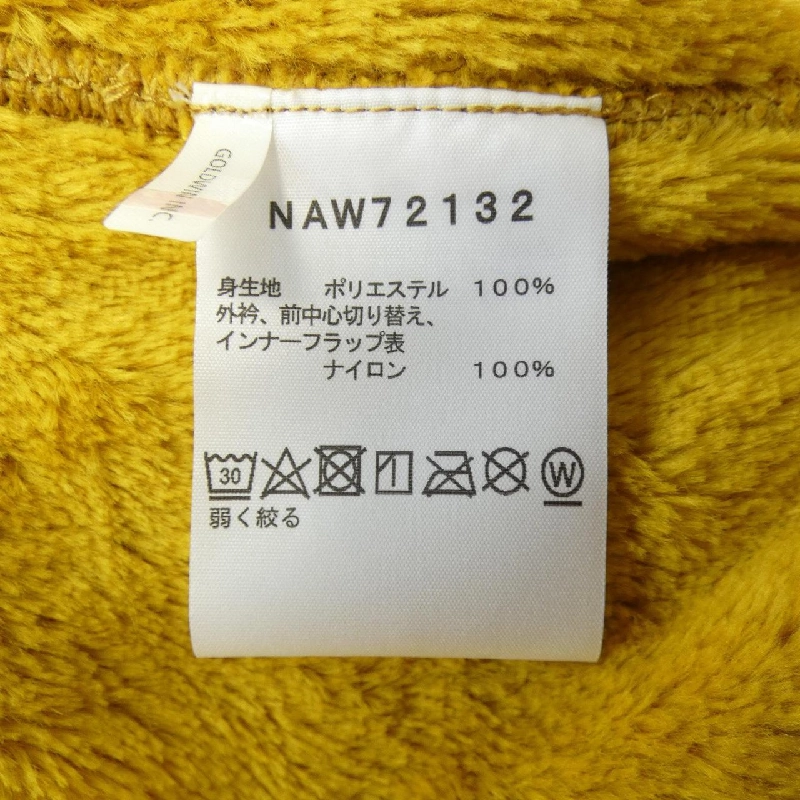 GOLDWIN INC
NAW72132
身生地 ポリエステル 100%
外衿、前中心切り替え、
インナーフラップ表
ナイロン 100%
30
W
弱く絞る